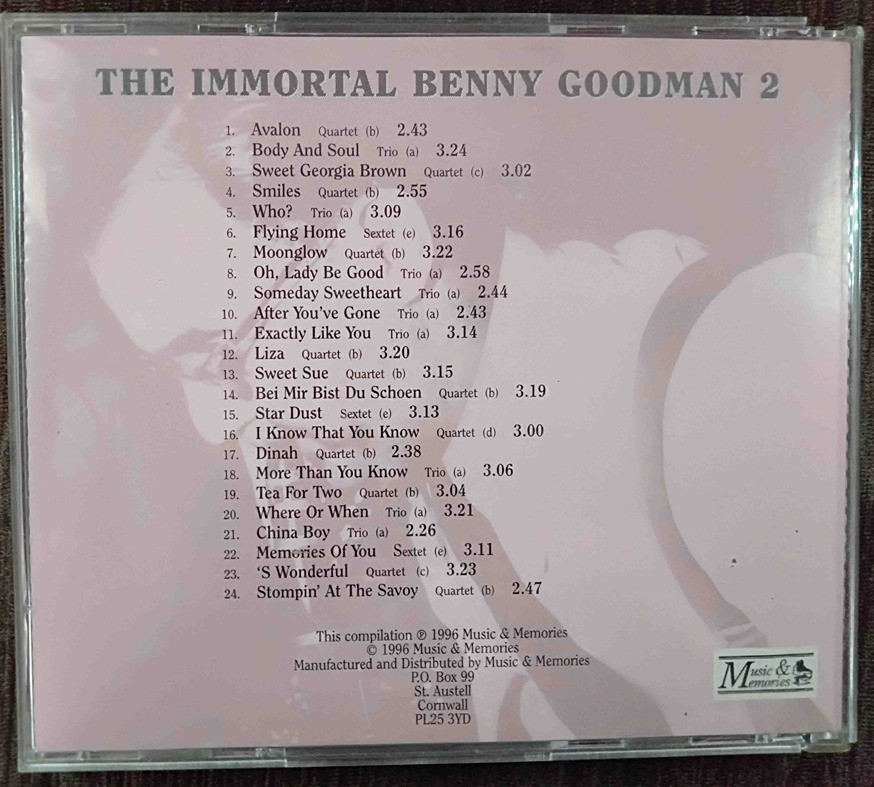 THE IMMORTAL BENNY GOODMAN 2
1. Avalon Quartet (b) 2.43
2. Body And Soul Trio (a) 3.24
3. Sweet Georgia Brown Quartet (c) 3.02
4. Smiles Quartet (b) 2.55
5. Who? Trio (a) 3.09
6. Flying Home Sextet (e) 3.16
7. Moonglow Quartet (b) 3.22
8. Oh, Lady Be Good Trio (a) 2.58
9. Someday Sweetheart Trio (a) 2.44
10. After You've Gone Trio (a) 2.43
11. Exactly Like You Trio (a) 3.14
12. Liza Quartet (b) 3.20
13. Sweet Sue Quartet (b) 3.15
14. Bei Mir Bist Du Schoen Quartet (b) 3.19
15. Star Dust Sextet (e) 3.13
16. I Know That You Know Quartet (d) 3.00
17. Dinah Quartet (b) 2.38
18. More Than You Know Trio (a) 3.06
19. Tea For Two Quartet (b) 3.04
20. Where Or When Trio (a) 3.21
21. China Boy Trio (a) 2.26
22. Memories Of You Sextet (e) 3.11
23. 'S Wonderful Quartet (c) 3.23
24. Stompin' At The Savoy Quartet (b) 2.47
This compilation ℗ 1996 Music & Memories
© 1996 Music & Memories
Manufactured and Distributed by Music & Memories
P.O. Box 99
St. Austell
Cornwall
PL25 3YD
Music &
Memories